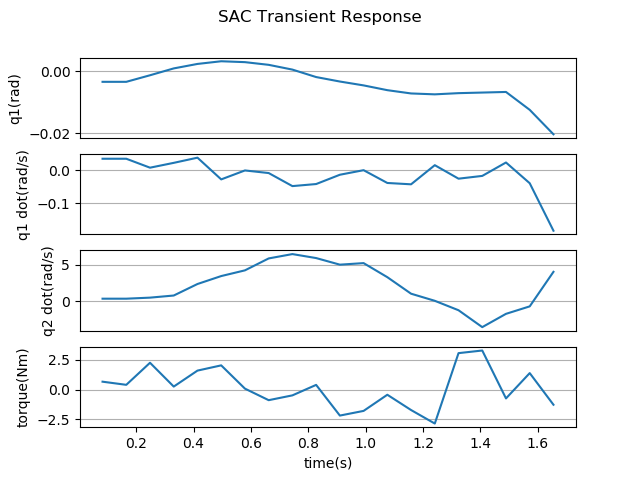 SAC Transient Response
q1(rad)
0.00
−0.02
q1 dot(rad/s)
0.0
−0.1
q2 dot(rad/s)
5
0
torque(Nm)
2.5
0.0
−2.5
0.2 0.4 0.6 0.8 1.0 1.2 1.4 1.6
time(s)